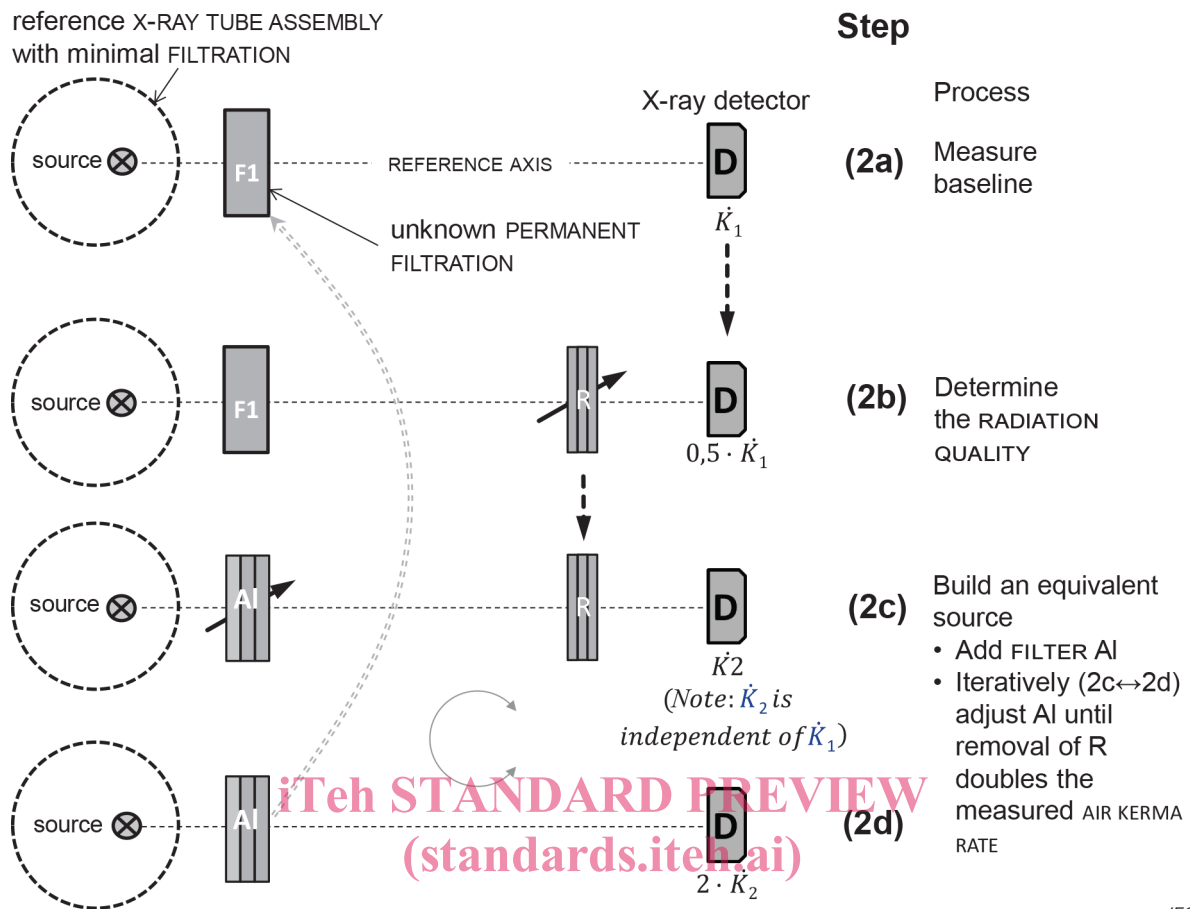 reference X-RAY TUBE ASSEMBLY
with minimal FILTRATION
Step
Process
X-ray detector
source
F1
REFERENCE AXIS
D
K̇₁
(2a)
Measure
baseline
unknown PERMANENT
FILTRATION
source
F1
R
D
0,5 · K̇₁
(2b)
Determine
the RADIATION
QUALITY
source
Al
R
D
K̇2
(Note: K̇₂ is
independent of K̇₁)
(2c)
Build an equivalent
source
• Add FILTER Al
• Iteratively (2c↔2d)
adjust Al until
removal of R
doubles the
measured AIR KERMA
RATE
source
Al
D
2 · K̇₂
(2d)
iTeh STANDARD PREVIEW
(standards.iteh.ai)